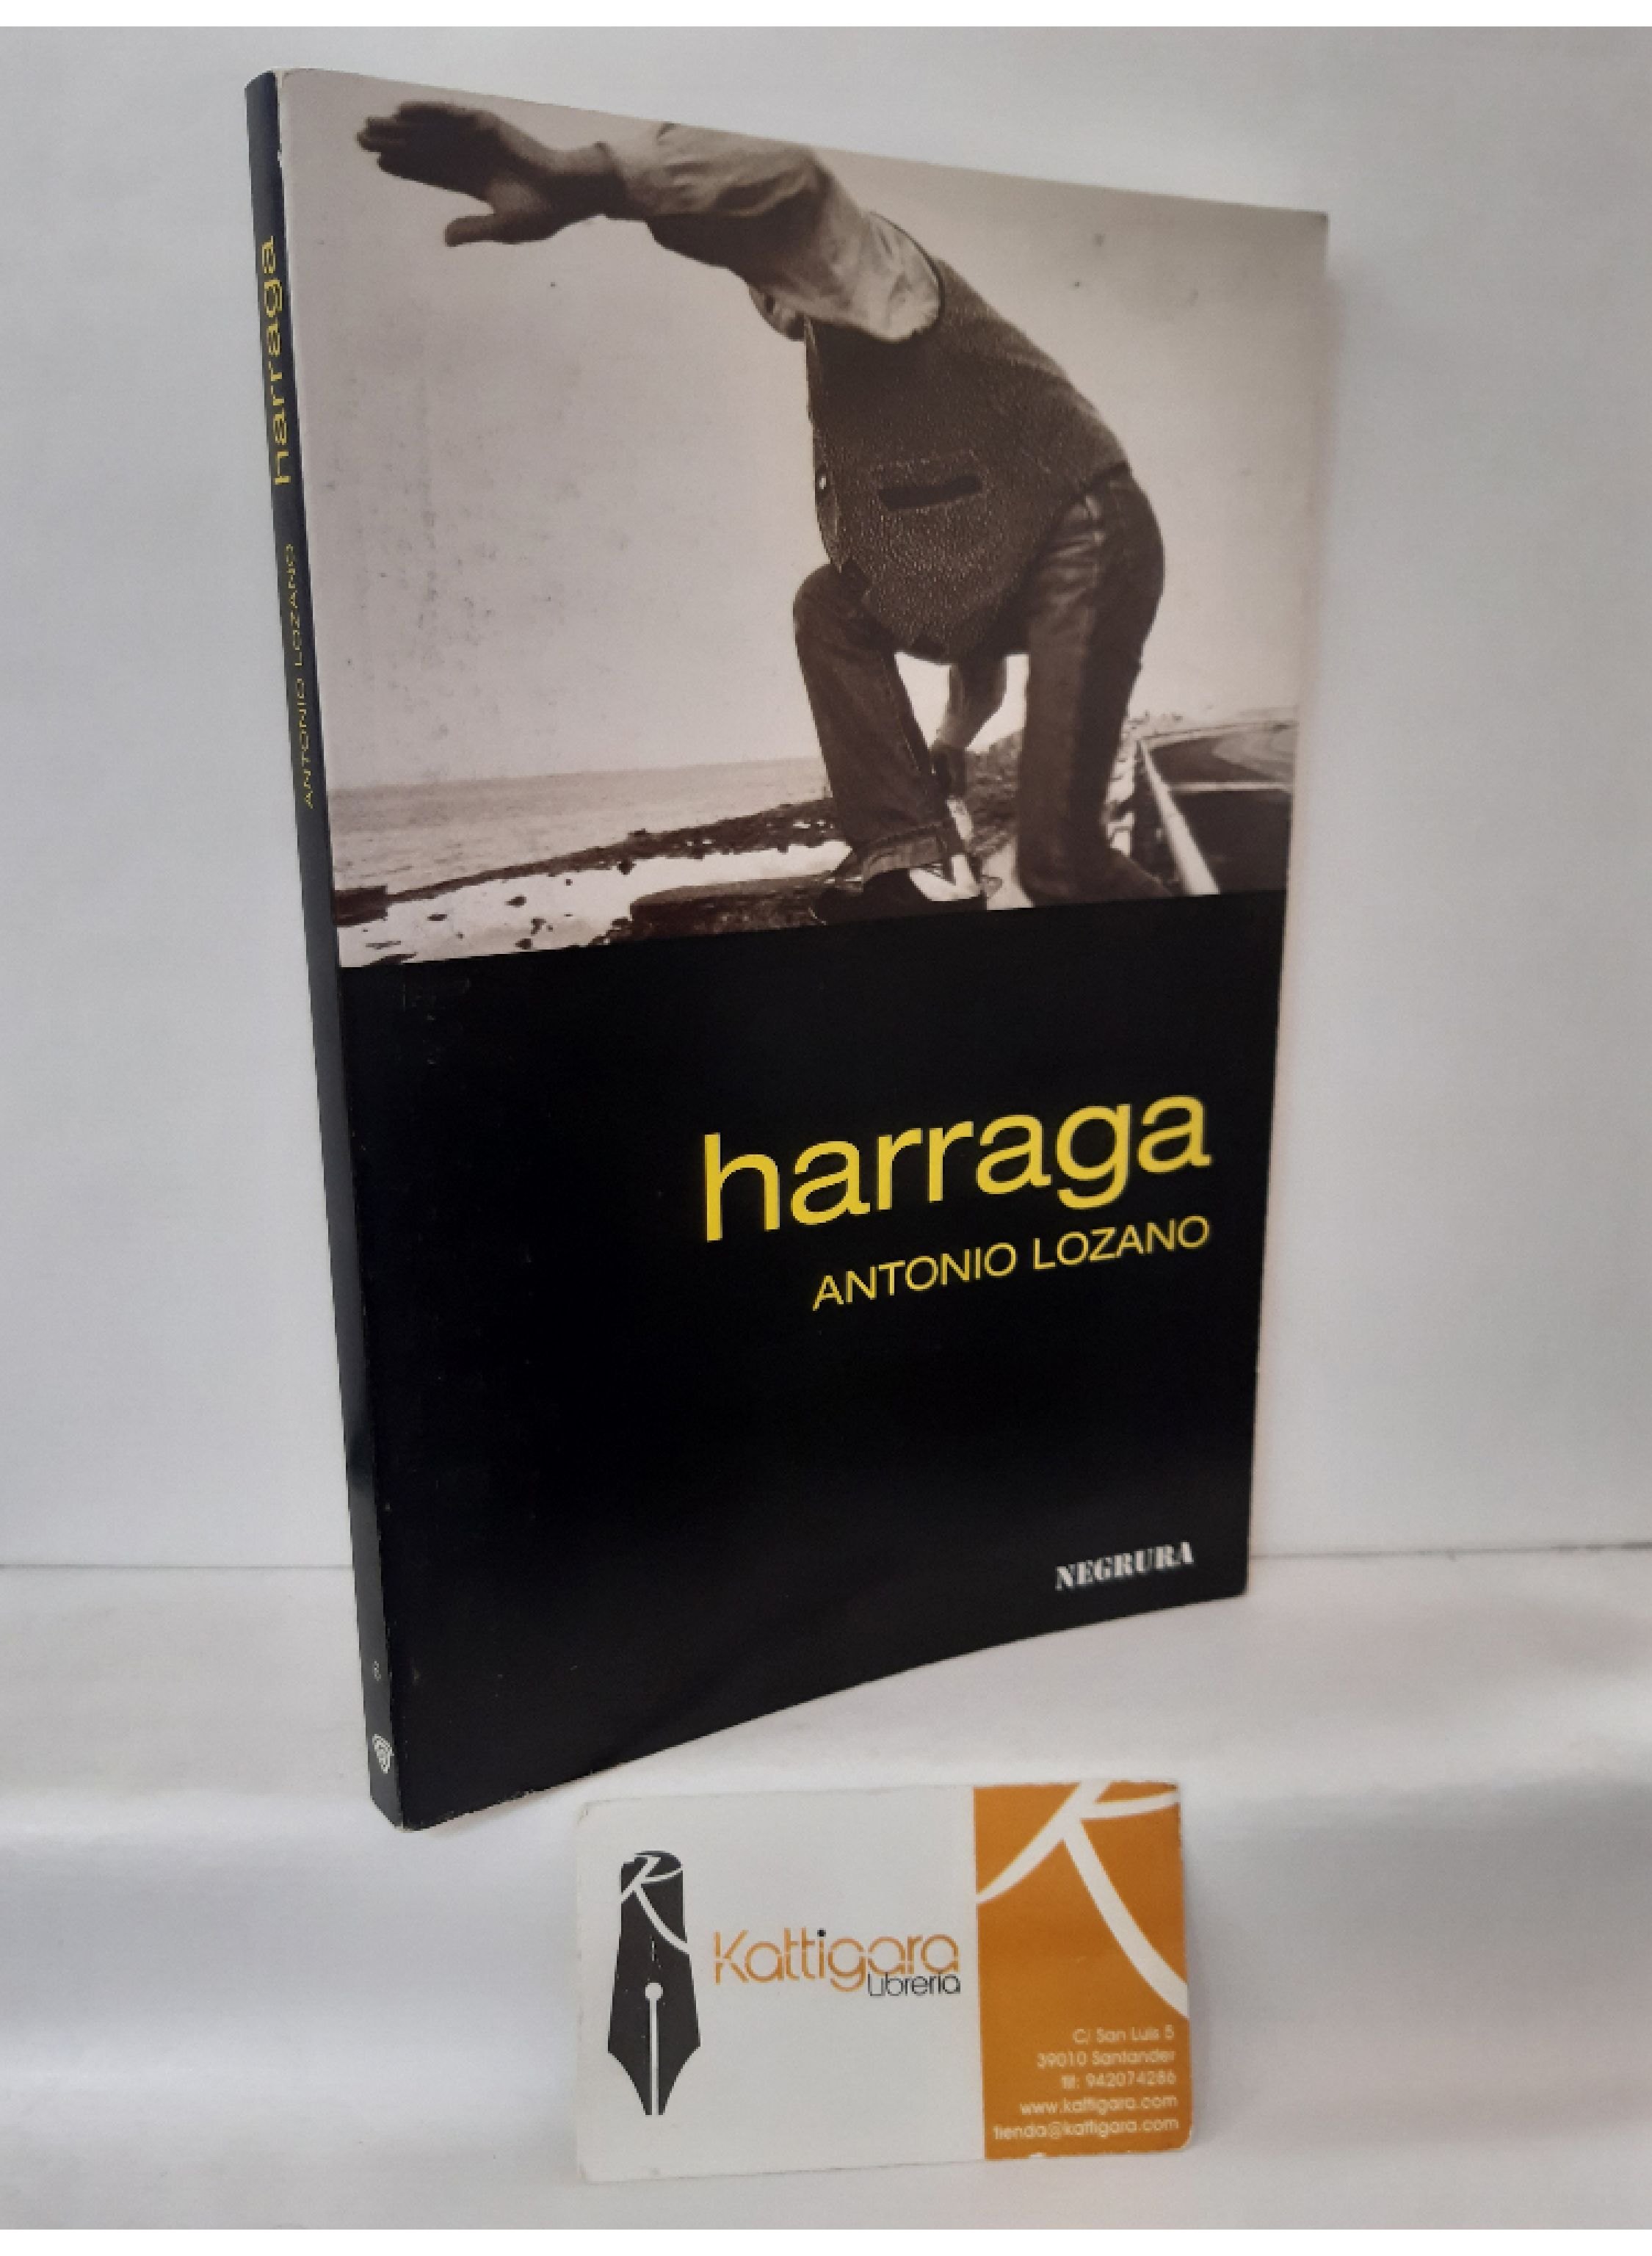 harraga
ANTONIO LOZANO
harraga
ANTONIO LOZANO
NEGRURA
K
Kattigara
Librería
C/ San Luis 5
39010 Santander
tlf: 942074286
www.kattigara.com
tienda@kattigara.com